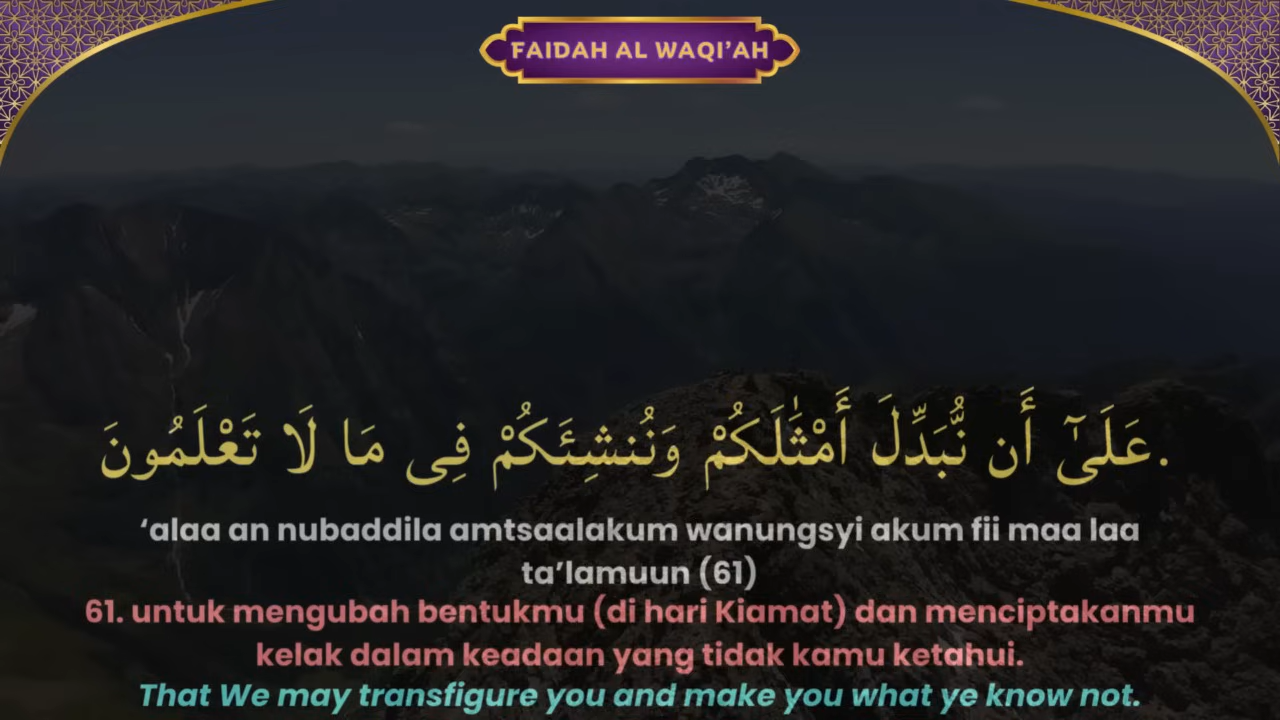 FAIDAH AL WAQI’AH
عَلَىٰٓ أَن نُّبَدِّلَ أَمْثَٰلَكُمْ وَنُنشِئَكُمْ فِى مَا لَا تَعْلَمُونَ.
‘alaa an nubaddila amtsaalakum wanungsyi akum fii maa laa
ta’lamuun (61)
61. untuk mengubah bentukmu (di hari Kiamat) dan menciptakanmu
kelak dalam keadaan yang tidak kamu ketahui.
That We may transfigure you and make you what ye know not.